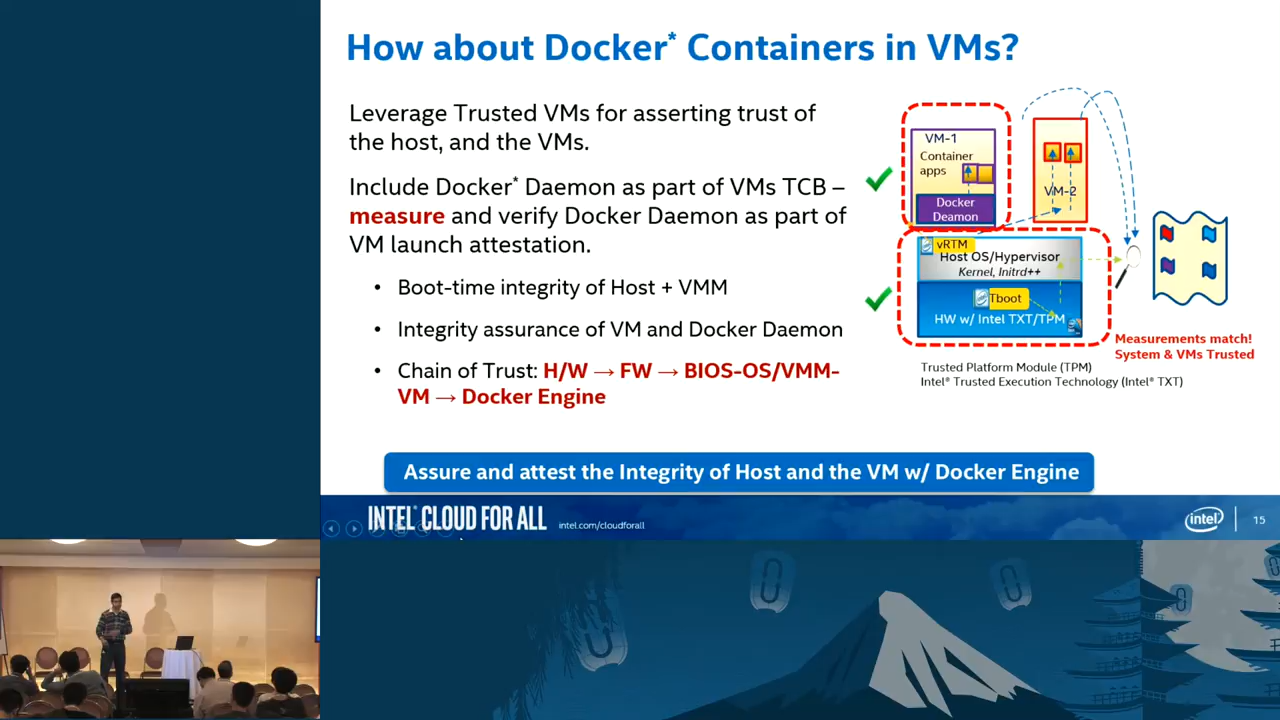 How about Docker* Containers in VMs?
Leverage Trusted VMs for asserting trust of
the host, and the VMs.
Include Docker* Daemon as part of VMs TCB –
measure and verify Docker Daemon as part of
VM launch attestation.
• Boot-time integrity of Host + VMM
• Integrity assurance of VM and Docker Daemon
• Chain of Trust: H/W → FW → BIOS-OS/VMM-
VM → Docker Engine
VM-1
Container
apps
Docker
Deamon
VM-2
vRTM
Host OS/Hypervisor
Kernel, Initrd++
Tboot
HW w/ Intel TXT/TPM
Measurements match!
System & VMs Trusted
Trusted Platform Module (TPM)
Intel® Trusted Execution Technology (Intel® TXT)
Assure and attest the Integrity of Host and the VM w/ Docker Engine
INTEL® CLOUD FOR ALL
intel.com/cloudforall
intel
15